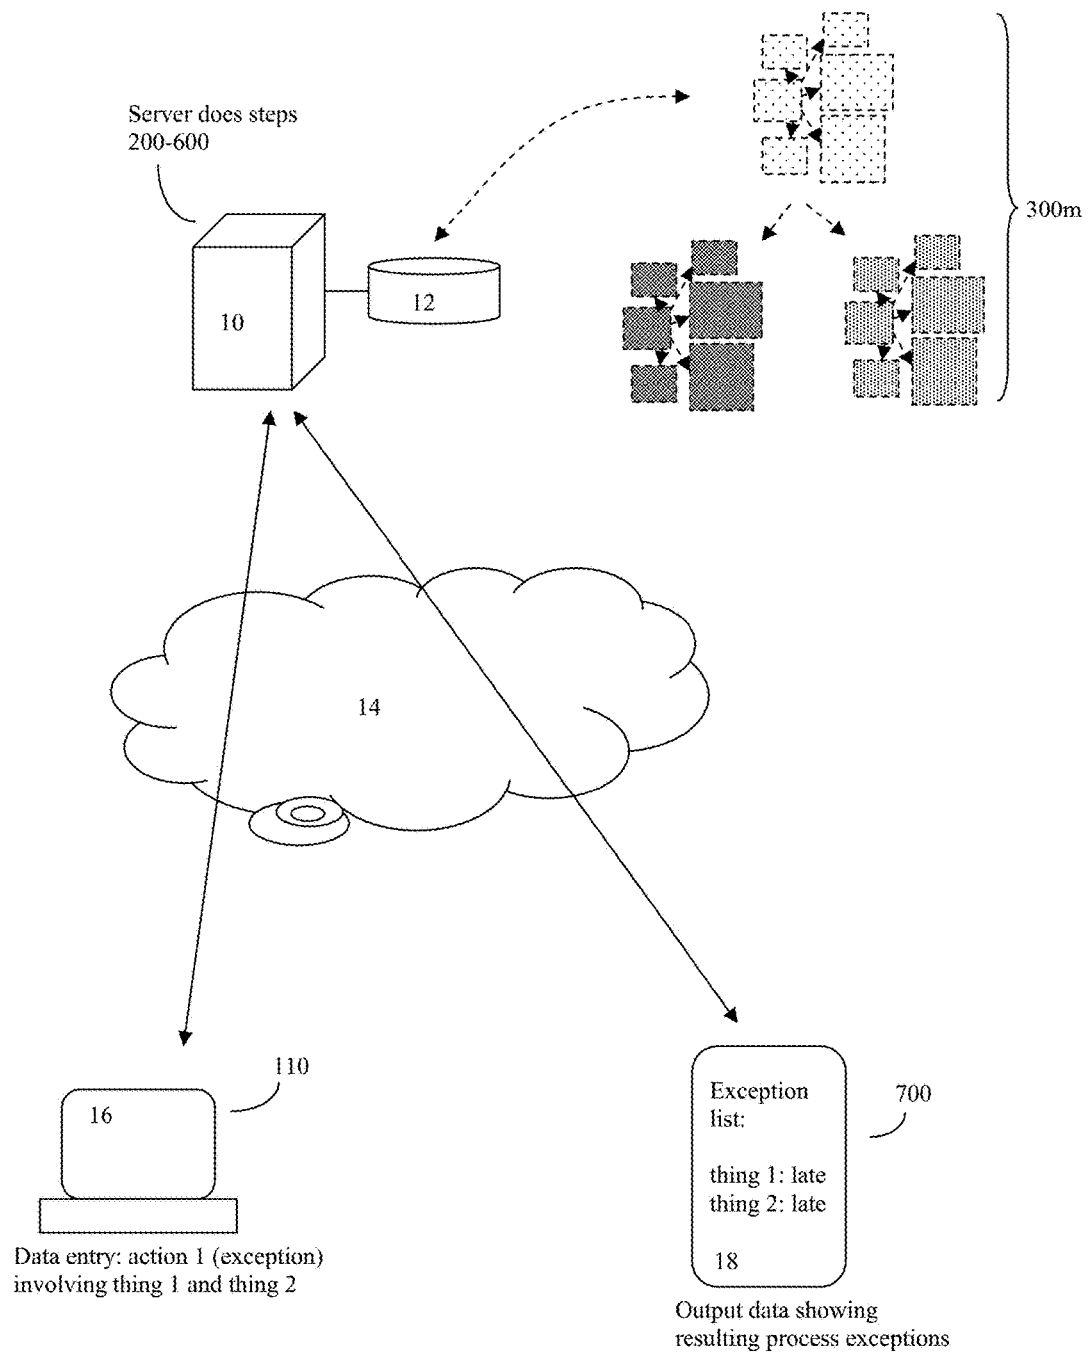 Server does steps
200-600
300m
10
12
14
110
16
700
Exception
list:
thing 1: late
thing 2: late
18
Data entry: action 1 (exception)
involving thing 1 and thing 2
Output data showing
resulting process exceptions